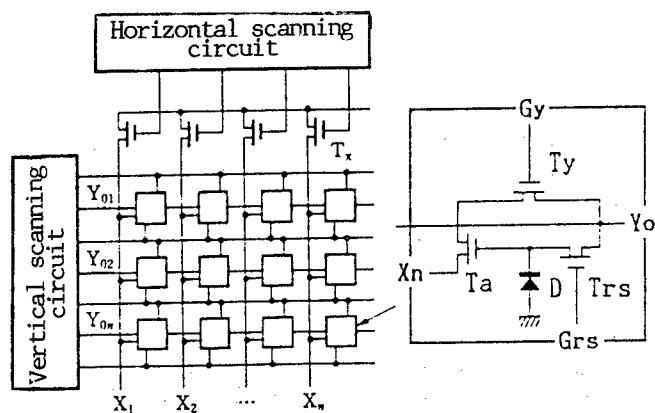 Horizontal scanning
circuit
Tx
Vertical scanning
circuit
Y01
Y02
Y0n
X1 X2 ... Xn
Gy
Ty
Yo
Xn
Ta
D
Trs
Grs